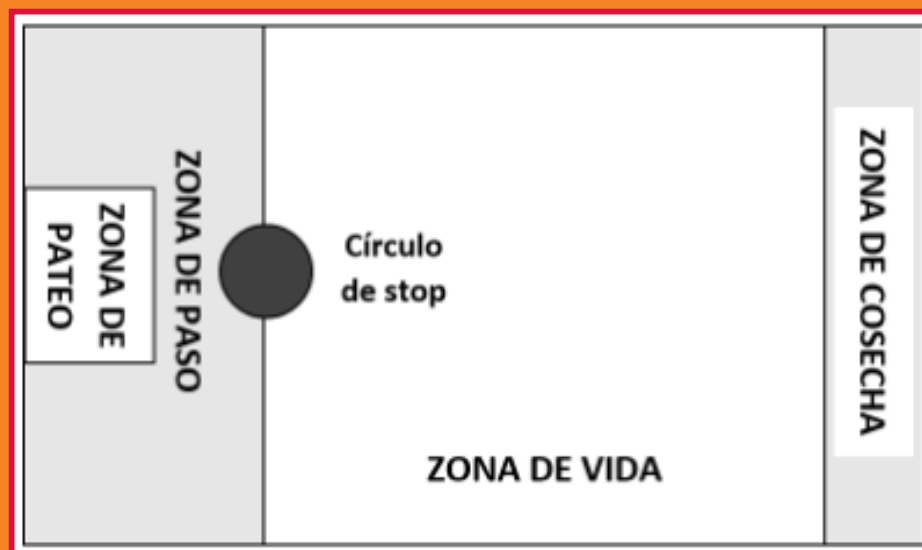 ZONA DE
PATEO
ZONA DE PASO
Círculo
de stop
ZONA DE VIDA
ZONA DE COSECHA